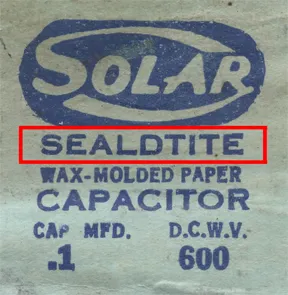 SOLAR
SEALDTITE
WAX-MOLDED PAPER
CAPACITOR
CAP MFD. D.C.W.V.
.1 600